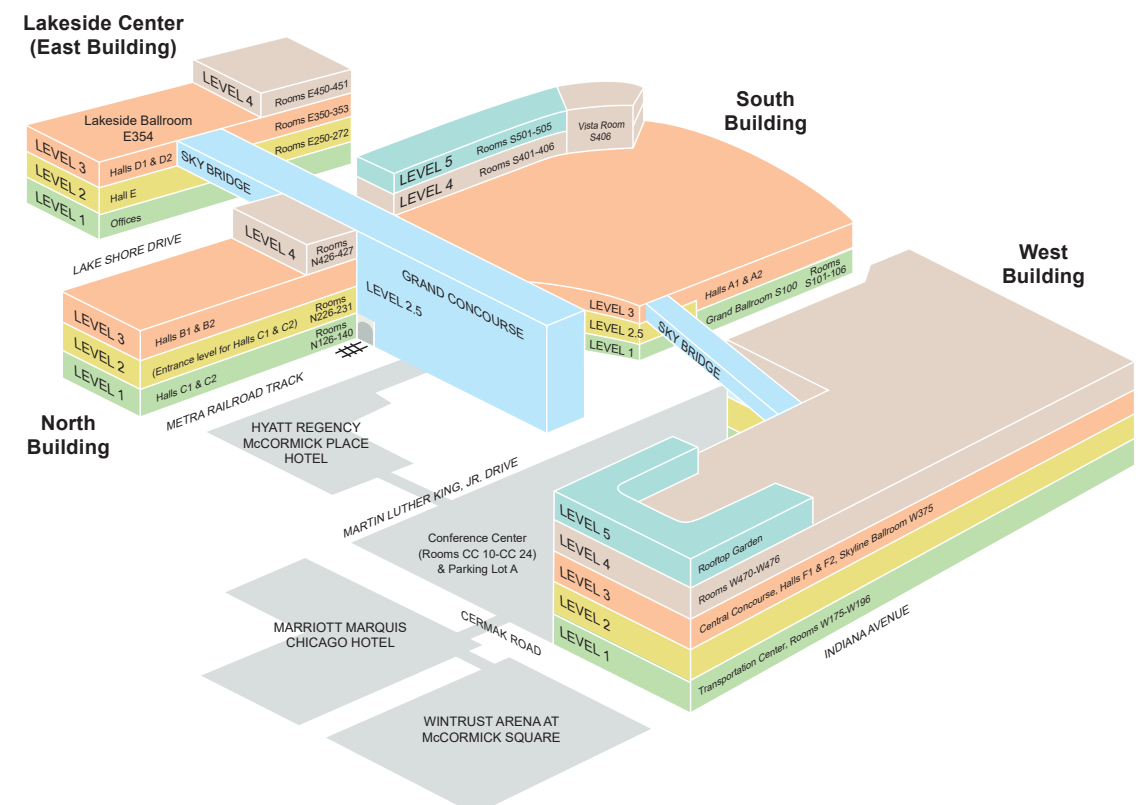 Lakeside Center
(East Building)
LEVEL 4
Rooms E450-451
Lakeside Ballroom
E354
Rooms E350-353
LEVEL 3
Halls D1 & D2
Rooms E250-272
LEVEL 2
Hall E
LEVEL 1
Offices
SKY BRIDGE
LAKE SHORE DRIVE
South
Building
LEVEL 5
Rooms S501-505
Vista Room
S406
LEVEL 4
Rooms S401-406
Halls A1 & A2
Rooms
S101-106
Grand Ballroom S100
LEVEL 3
LEVEL 2.5
LEVEL 1
SKY BRIDGE
GRAND CONCOURSE
LEVEL 2.5
LEVEL 4
Rooms
N426-427
LEVEL 3
Halls B1 & B2
Rooms
N226-231
LEVEL 2
(Entrance level for Halls C1 & C2)
Rooms
N126-140
LEVEL 1
Halls C1 & C2
North
Building
METRA RAILROAD TRACK
HYATT REGENCY
McCORMICK PLACE
HOTEL
MARTIN LUTHER KING, JR. DRIVE
Conference Center
(Rooms CC 10-CC 24)
& Parking Lot A
West
Building
LEVEL 5
Rooftop Garden
LEVEL 4
Rooms W470-W476
LEVEL 3
Central Concourse, Halls F1 & F2, Skyline Ballroom W375
LEVEL 2
LEVEL 1
Transportation Center, Rooms W175-W196
INDIANA AVENUE
MARRIOTT MARQUIS
CHICAGO HOTEL
CERMAK ROAD
WINTRUST ARENA AT
McCORMICK SQUARE